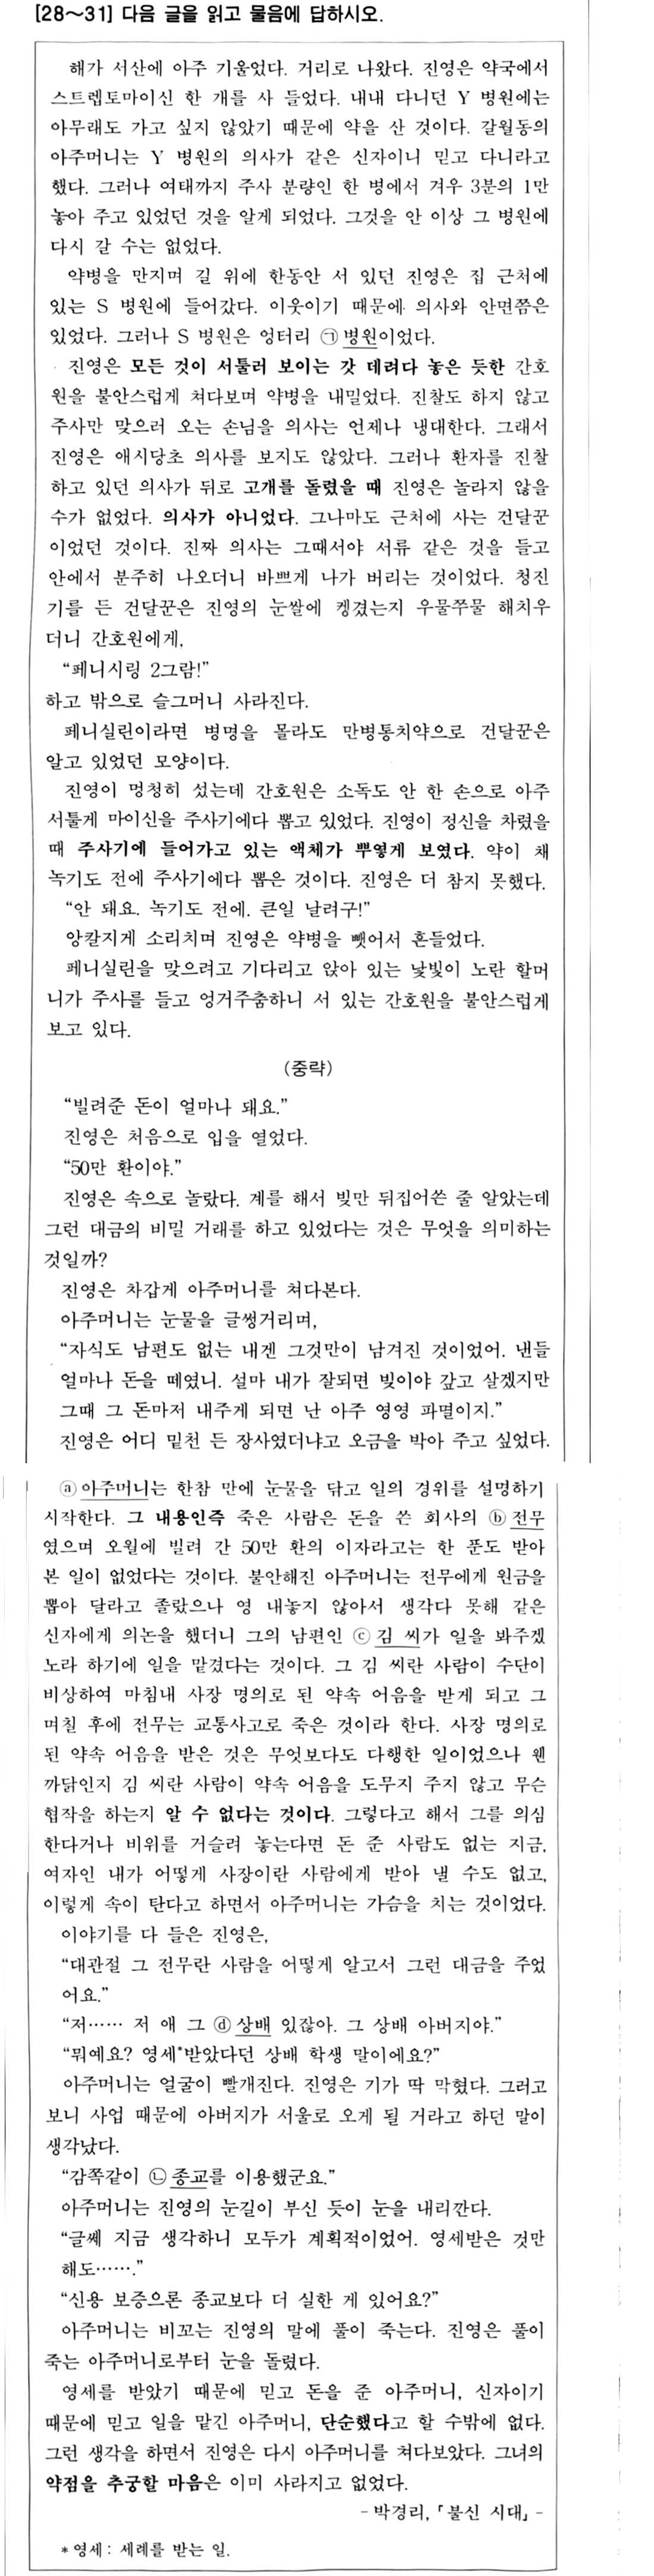 [28~31] 다음 글을 읽고 물음에 답하시오.
해가 서산에 아주 기울었다. 거리로 나왔다. 진영은 약국에서
스트렙토마이신 한 개를 사 들었다. 내내 다니던 Y 병원에는
아무래도 가고 싶지 않았기 때문에 약을 산 것이다. 갈월동의
아주머니는 Y 병원의 의사가 같은 신자이니 믿고 다니라고
했다. 그러나 여태까지 주사 분량인 한 병에서 겨우 3분의 1만
놓아 주고 있었던 것을 알게 되었다. 그것을 안 이상 그 병원에
다시 갈 수는 없었다.
약병을 만지며 길 위에 한동안 서 있던 진영은 집 근처에
있는 S 병원에 들어갔다. 이웃이기 때문에 의사와 안면쯤은
있었다. 그러나 S 병원은 엉터리 ㉠병원이었다.
진영은 모든 것이 서툴러 보이는 갓 데려다 놓은 듯한 간호
원을 불안스럽게 쳐다보며 약병을 내밀었다. 진찰도 하지 않고
주사만 맞으러 오는 손님을 의사는 언제나 냉대한다. 그래서
진영은 애시당초 의사를 보지도 않았다. 그러나 환자를 진찰
하고 있던 의사가 뒤로 고개를 돌렸을 때 진영은 놀라지 않을
수가 없었다. 의사가 아니었다. 그나마도 근처에 사는 건달꾼
이었던 것이다. 진짜 의사는 그때서야 서류 같은 것을 들고
안에서 분주히 나오더니 바쁘게 나가 버리는 것이었다. 청진
기를 든 건달꾼은 진영의 눈쌀에 켕겼는지 우물쭈물 해치우
더니 간호원에게,
“페니시링 2그람!”
하고 밖으로 슬그머니 사라진다.
페니실린이라면 병명을 몰라도 만병통치약으로 건달꾼은
알고 있었던 모양이다.
진영이 멍청히 섰는데 간호원은 소독도 안 한 손으로 아주
서툴게 마이신을 주사기에다 뽑고 있었다. 진영이 정신을 차렸을
때 주사기에 들어가고 있는 액체가 뿌옇게 보였다. 약이 채
녹기도 전에 주사기에다 뽑은 것이다. 진영은 더 참지 못했다.
“안 돼요. 녹기도 전에. 큰일 날려구!”
앙칼지게 소리치며 진영은 약병을 뺏어서 흔들었다.
페니실린을 맞으려고 기다리고 앉아 있는 낯빛이 노란 할머
니가 주사를 들고 엉거주춤하니 서 있는 간호원을 불안스럽게
보고 있다.
(중략)
“빌려준 돈이 얼마나 돼요.”
진영은 처음으로 입을 열었다.
“50만 환이야.”
진영은 속으로 놀랐다. 계를 해서 빚만 뒤집어쓴 줄 알았는데
그런 대금의 비밀 거래를 하고 있었다는 것은 무엇을 의미하는
것일까?
진영은 차갑게 아주머니를 쳐다본다.
아주머니는 눈물을 글썽거리며,
“자식도 남편도 없는 내겐 그것만이 남겨진 것이었어. 낸들
얼마나 돈을 떼였니. 설마 내가 잘되면 빚이야 갚고 살겠지만
그때 그 돈마저 내주게 되면 난 아주 영영 파멸이지.”
진영은 어디 밑천 든 장사였더냐고 오금을 박아 주고 싶었다.
ⓐ아주머니는 한참 만에 눈물을 닦고 일의 경위를 설명하기
시작한다. 그 내용인즉 죽은 사람은 돈을 쓴 회사의 ⓑ전무
였으며 오월에 빌려 간 50만 환의 이자라고는 한 푼도 받아
본 일이 없었다는 것이다. 불안해진 아주머니는 전무에게 원금을
뽑아 달라고 졸랐으나 영 내놓지 않아서 생각다 못해 같은
신자에게 의논을 했더니 그의 남편인 ⓒ김 씨가 일을 봐주겠
노라 하기에 일을 맡겼다는 것이다. 그 김 씨란 사람이 수단이
비상하여 마침내 사장 명의로 된 약속 어음을 받게 되고 그
며칠 후에 전무는 교통사고로 죽은 것이라 한다. 사장 명의로
된 약속 어음을 받은 것은 무엇보다도 다행한 일이었으나 웬
까닭인지 김 씨란 사람이 약속 어음을 도무지 주지 않고 무슨
협작을 하는지 알 수 없다는 것이다. 그렇다고 해서 그를 의심
한다거나 비위를 거슬려 놓는다면 돈 준 사람도 없는 지금,
여자인 내가 어떻게 사장이란 사람에게 받아 낼 수도 없고,
이렇게 속이 탄다고 하면서 아주머니는 가슴을 치는 것이었다.
이야기를 다 들은 진영은,
“대관절 그 전무란 사람을 어떻게 알고서 그런 대금을 주었
어요.”
“저…… 저 애 그 ⓓ상배 있잖아. 그 상배 아버지야.”
“뭐예요? 영세*받았다던 상배 학생 말이에요?”
아주머니는 얼굴이 빨개진다. 진영은 기가 딱 막혔다. 그러고
보니 사업 때문에 아버지가 서울로 오게 될 거라고 하던 말이
생각났다.
“감쪽같이 ㉡종교를 이용했군요.”
아주머니는 진영의 눈길이 부신 듯이 눈을 내리깐다.
“글쎄 지금 생각하니 모두가 계획적이었어. 영세받은 것만
해도…….”
“신용 보증으론 종교보다 더 실한 게 있어요?”
아주머니는 비꼬는 진영의 말에 풀이 죽는다. 진영은 풀이
죽는 아주머니로부터 눈을 돌렸다.
영세를 받았기 때문에 믿고 돈을 준 아주머니, 신자이기
때문에 믿고 일을 맡긴 아주머니, 단순했다고 할 수밖에 없다.
그런 생각을 하면서 진영은 다시 아주머니를 쳐다보았다. 그녀의
약점을 추궁할 마음은 이미 사라지고 없었다.
- 박경리, 「불신 시대」 -
* 영세 : 세례를 받는 일.